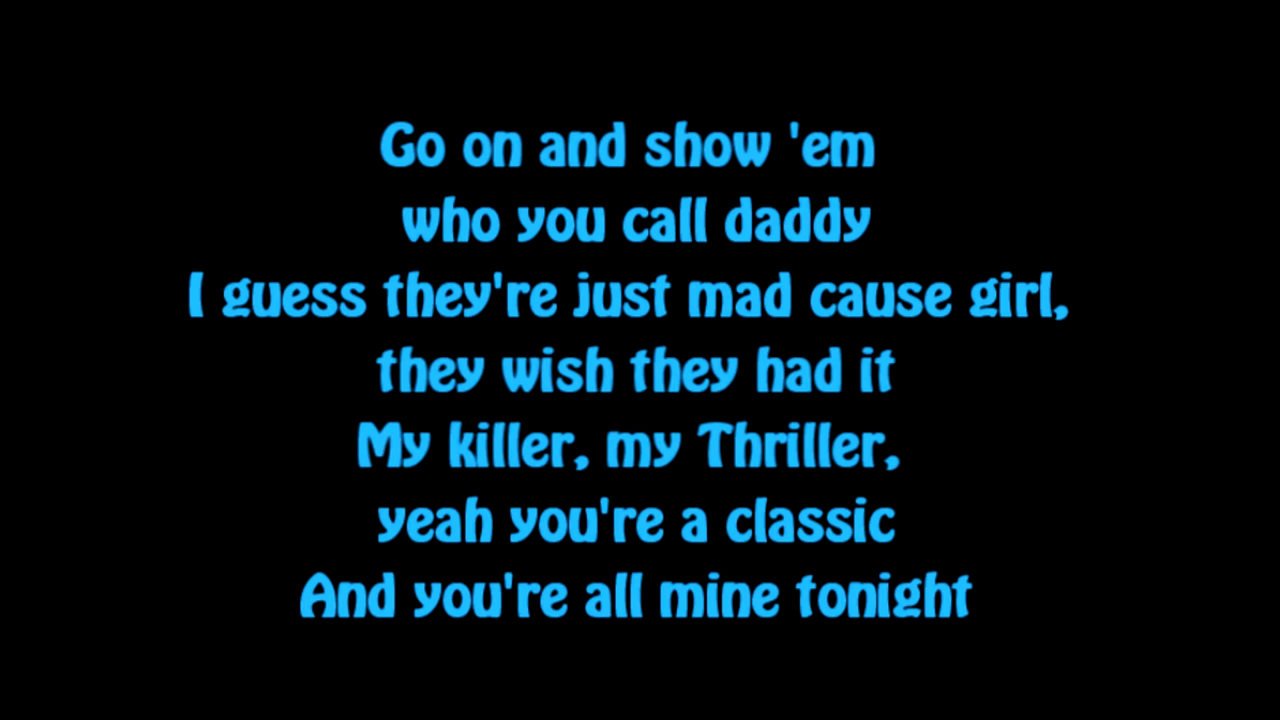 Go on and show 'em
who you call daddy
I guess they're just mad cause girl,
they wish they had it
My killer, my Thriller,
yeah you're a classic
And you're all mine tonight